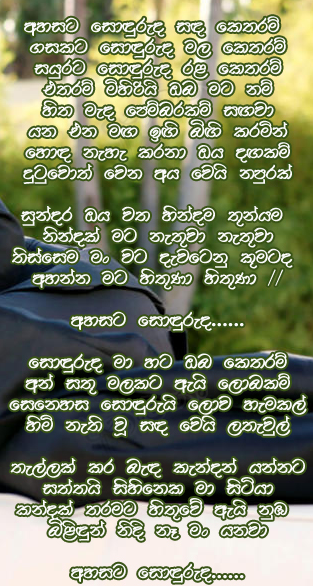 අහසට සොඳුරුද සඳ කෙතරම්
ගසකට සොඳුරුද මල කෙතරම්
සයුරට සොඳුරුද රළ කෙතරම්
එතරම් මිහිරියි ඔබ මට නම්
හිත මැද පෙම්බරකම් සඟවා
යන එන මඟ ඉඟි බිඟි කරමින්
හොඳ නැහැ කරනා ඔය දඟකම්
දුටුවොත් වෙන අය වෙයි නපුරක්
සුන්දර ඔය වත හින්දම තුන්යම
නින්දක් මට නැතුවා නැතුවා
තිස්සෙම මං වට දැවටෙනු කුමටද
අහන්න මට හිතුණා හිතුණා //
අහසට සොඳුරුද......
සොඳුරුද මා හට ඔබ කෙතරම්
අන් සතු මලකට ඇයි ලොබකම්
සෙනෙහස සොඳුරුයි ලොව හැමකල්
හිමි නැති වූ සඳ වෙයි ලතැවුල්
තැල්ලක් කර බැඳ කැන්දන් යන්නට
සත්තයි සිහිනෙක මා සිටියා
කන්දක් තරමට හිතුවේ ඇයි නුඹ
බිළිඳුන් නිදි නෑ මං යනවා
අහසට සොඳුරුද......